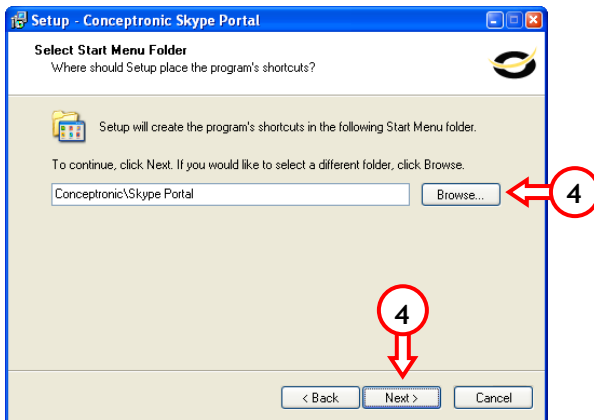 Setup - Conceptronic Skype Portal
Select Start Menu Folder
Where should Setup place the program's shortcuts?
Setup will create the program's shortcuts in the following Start Menu folder.
To continue, click Next. If you would like to select a different folder, click Browse.
Conceptronic\Skype Portal
Browse...
4
4
< Back
Next >
Cancel